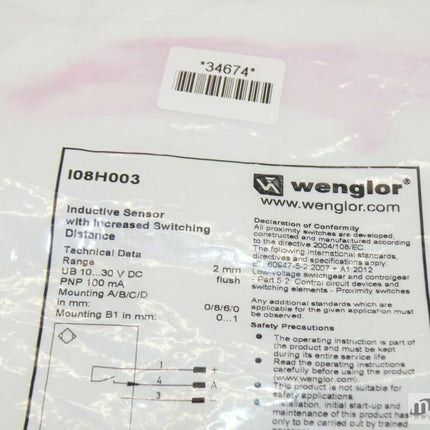 *34674*
I08H003
wenglor®
www.wenglor.com
Inductive Sensor
with Increased Switching
Distance
Technical Data
Range 2 mm
UB 10...30 V DC flush
PNP 100 mA
Mounting A/B/C/D
in mm: 0/8/6/0
Mounting B1 in mm: 0...1
1 +
4 A
3 -
Declaration of Conformity
All proximity switches are developed,
constructed and manufactured according
to the directive 2004/108/EC
The following international standards,
directives and specifications apply
60947-5-2:2007 + A1:2012
Low-voltage switchgear and controlgear
- Part 5-2: Control circuit devices and
switching elements - Proximity switches
Any additional standards which are
applicable for the given application must
be observed.
Safety Precautions
• The operating instruction is part of
the product and must be kept
during its entire service life.
• Read the operating instructions
carefully before using the product
(www.wenglor.com).
• This product is not suitable for
safety applications.
• Installation, initial start-up and
maintenance of this product has
only to be carried out by trained